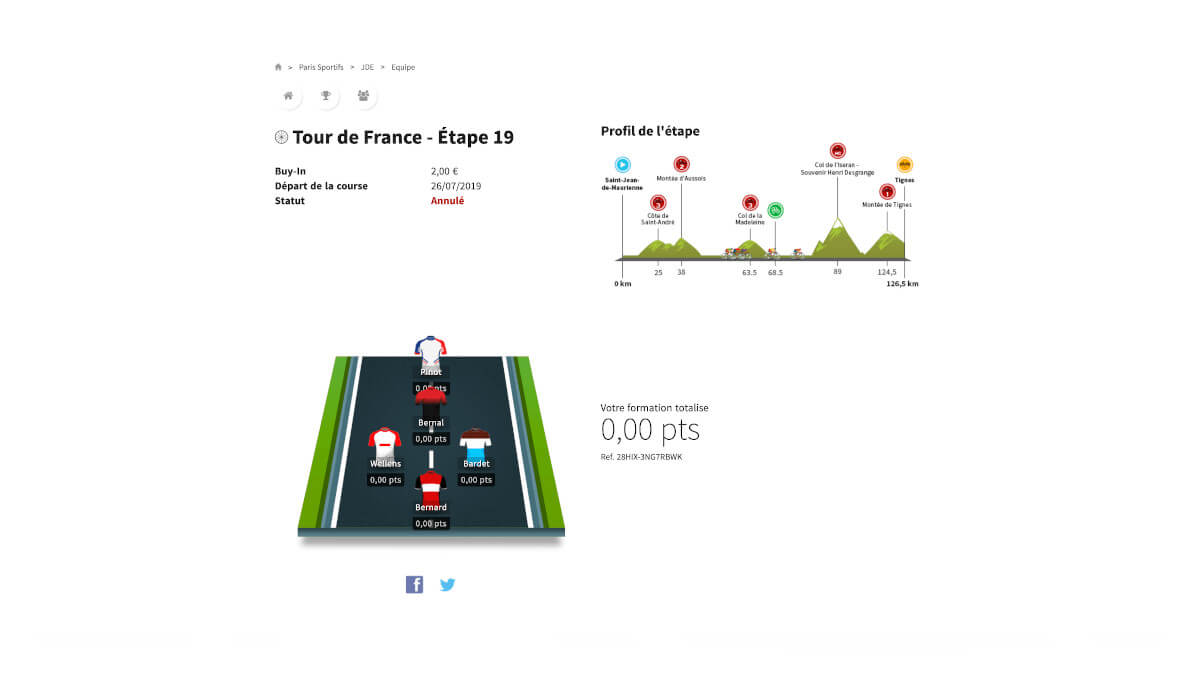 > Paris Sportifs > JDE > Equipe
Tour de France - Étape 19
Buy-In 2,00 €
Départ de la course 26/07/2019
Statut Annulé
Profil de l'étape
Saint-Jean-
de-Maurienne
Montée d'Aussois
Col de l'Iseran -
Souvenir Henri Desgrange
Tignes
Montée de Tignes
Côte de
Saint-André
Col de la
Madeleine
25 38 63.5 68.5 89 124,5
0 km 126,5 km
Pinot
0,00 pts
Bernal
0,00 pts
Wellens
0,00 pts
Bardet
0,00 pts
Bernard
0,00 pts
Votre formation totalise
0,00 pts
Ref. 28HIX-3NG7RBWK